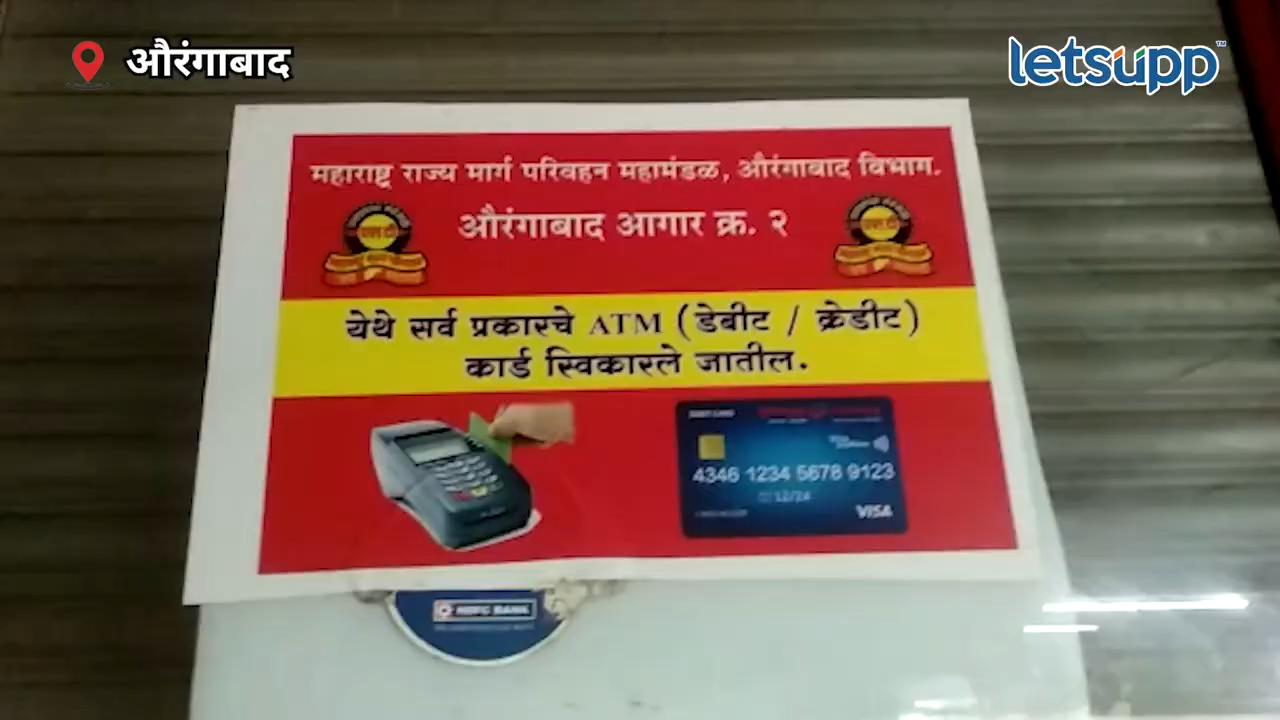 औरंगाबाद
letsupp™
महाराष्ट्र राज्य मार्ग परिवहन महामंडळ, औरंगाबाद विभाग.
औरंगाबाद आगार क्र. २
येथे सर्व प्रकारचे ATM (डेबीट / क्रेडीट)
कार्ड स्विकारले जातील.
4346 1234 5678 9123
12/24
VISA
HDFC BANK